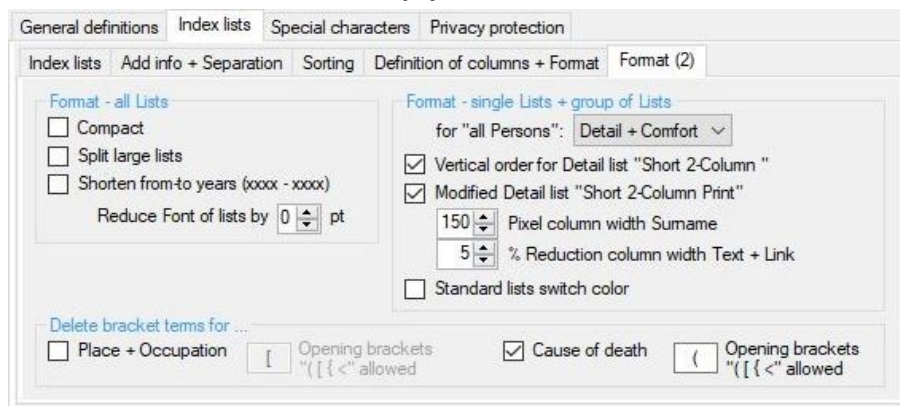 General definitions Index lists Special characters Privacy protection
Index lists Add info + Separation Sorting Definition of columns + Format Format (2)
Format - all Lists
Compact
Split large lists
Shorten from-to years (xxxx - xxxx)
Reduce Font of lists by 0 pt
Format - single Lists + group of Lists
for "all Persons": Detail + Comfort
Vertical order for Detail list "Short 2-Column "
Modified Detail list "Short 2-Column Print"
150 Pixel column width Surname
5 % Reduction column width Text + Link
Standard lists switch color
Delete bracket terms for ...
Place + Occupation [ Opening brackets
"( [ { <" allowed
Cause of death ( Opening brackets
"( [ { <" allowed